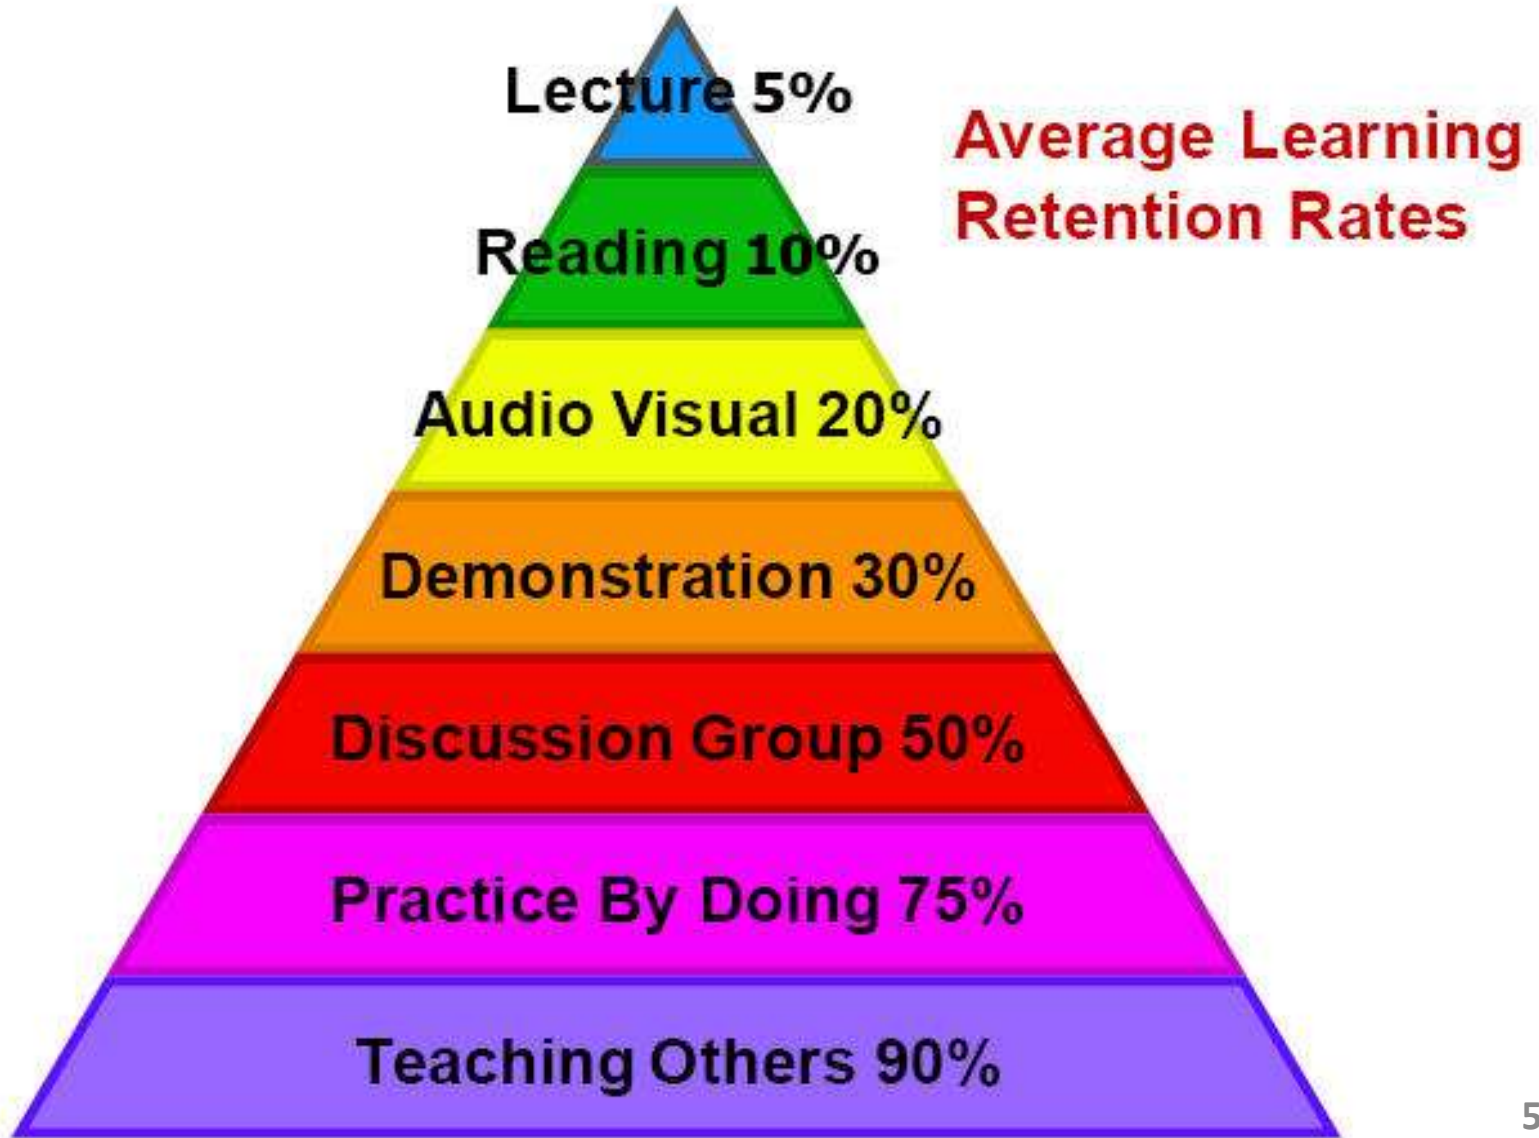 Lecture 5%
Average Learning
Retention Rates
Reading 10%
Audio Visual 20%
Demonstration 30%
Discussion Group 50%
Practice By Doing 75%
Teaching Others 90%
5